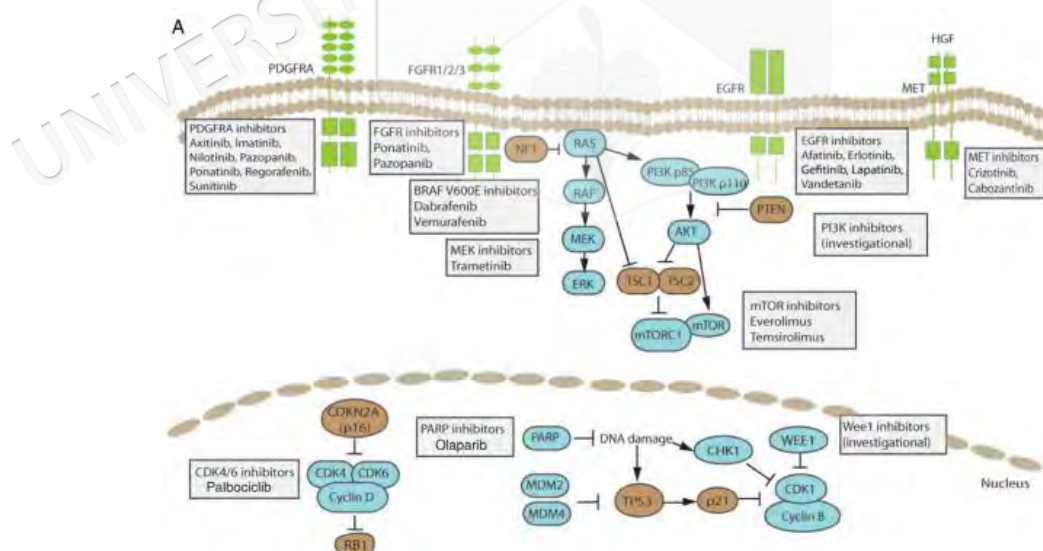 A
HGF
PDGFRA
FGFR1/2/3
EGFR
MET
PDGFRA inhibitors
Axitinib, Imatinib,
Nilotinib, Pazopanib,
Ponatinib, Regorafenib,
Sunitinib
FGFR inhibitors
Ponatinib,
Pazopanib
NF1
RAS
PI3K p85
PI3K p110
EGFR inhibitors
Afatinib, Erlotinib,
Gefitinib, Lapatinib,
Vandetanib
MET inhibitors
Crizotinib,
Cabozantinib
BRAF V600E inhibitors
Dabrafenib
Vemurafenib
RAF
PTEN
MEK inhibitors
Trametinib
MEK
AKT
PI3K inhibitors
(investigational)
ERK
TSC1
TSC2
mTORC1
mTOR
mTOR inhibitors
Everolimus
Temsirolimus
CDKN2A
(p16)
PARP inhibitors
Olaparib
PARP
DNA damage
CHK1
WEE1
Wee1 inhibitors
(investigational)
CDK4/6 inhibitors
Palbociclib
CDK4
CDK6
Cyclin D
MDM2
MDM4
TP53
p21
CDK1
Cyclin B
Nucleus
RB1
UNIVERSI